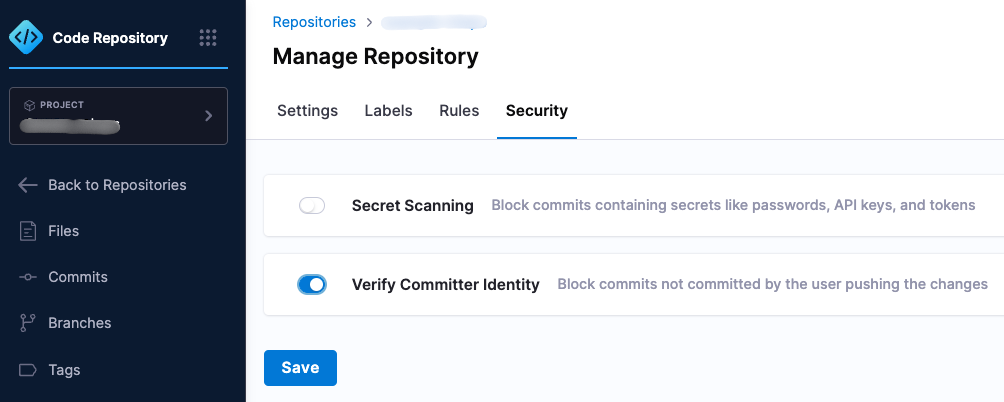 Code Repository
PROJECT
Back to Repositories
Files
Commits
Branches
Tags
Repositories >
Manage Repository
Settings Labels Rules Security
Secret Scanning Block commits containing secrets like passwords, API keys, and tokens
Verify Committer Identity Block commits not committed by the user pushing the changes
Save